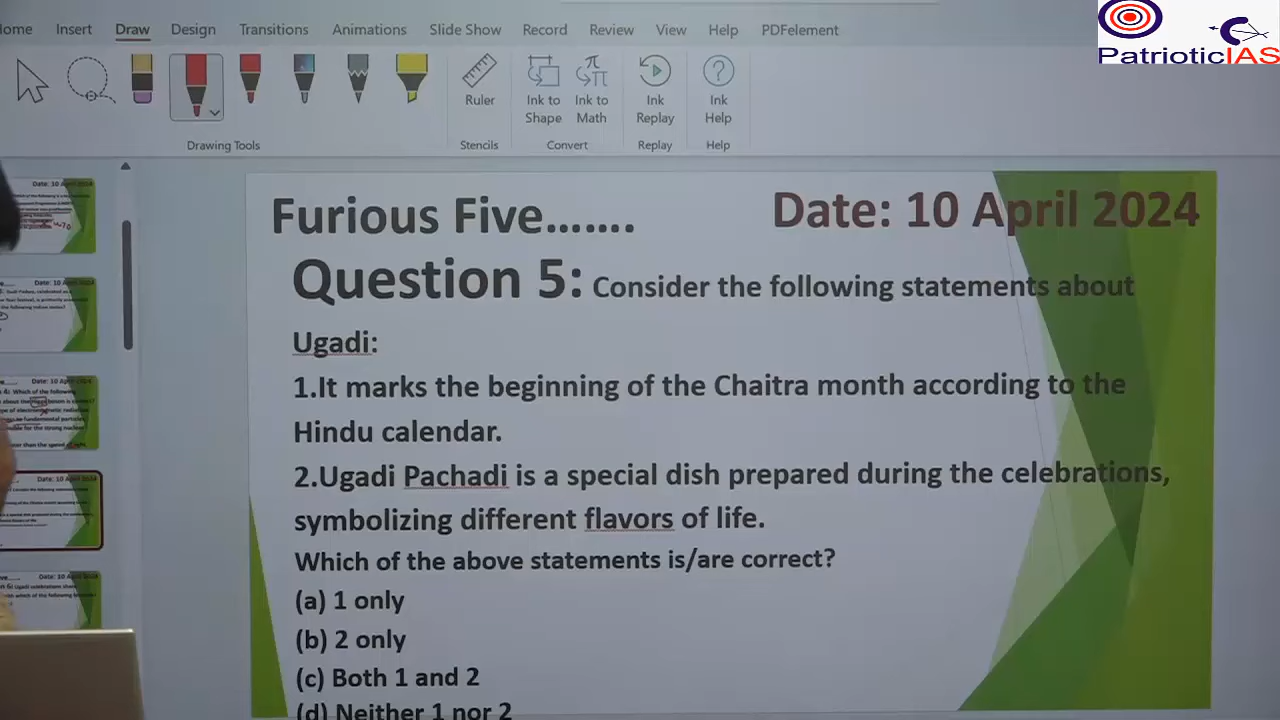 Home Insert Draw Design Transitions Animations Slide Show Record Review View Help PDFelement
PatrioticIAS
Ruler
Ink to Shape
Ink to Math
Ink Replay
Ink Help
Drawing Tools Stencils Convert Replay Help
Furious Five.......
Date: 10 April 2024
Question 5: Consider the following statements about
Ugadi:
1.It marks the beginning of the Chaitra month according to the
Hindu calendar.
2.Ugadi Pachadi is a special dish prepared during the celebrations,
symbolizing different flavors of life.
Which of the above statements is/are correct?
(a) 1 only
(b) 2 only
(c) Both 1 and 2
(d) Neither 1 nor 2